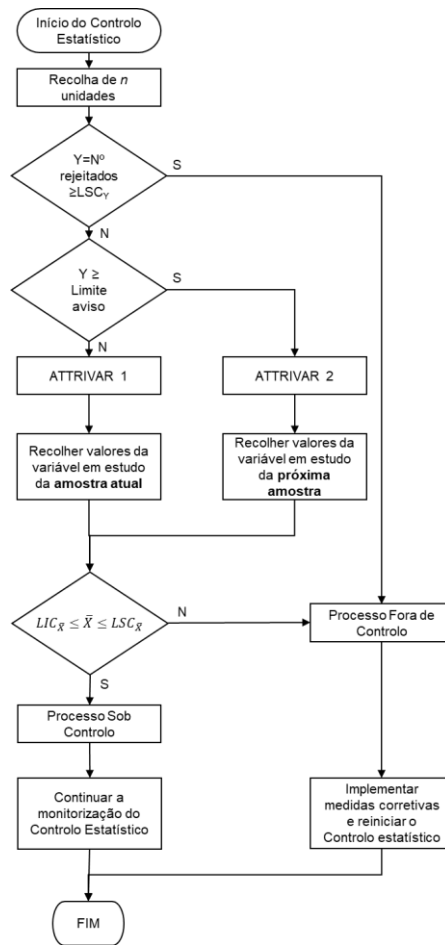 Início do Controlo
Estatístico
Recolha de n
unidades
Y=Nº
rejeitados
≥LSCY
S
N
Y ≥
Limite
aviso
S
N
ATTRIVAR 1
ATTRIVAR 2
Recolher valores da
variável em estudo
da amostra atual
Recolher valores da
variável em estudo
da próxima
amostra
LICX̄ ≤ X̄ ≤ LSCX̄
N
S
Processo Fora de
Controlo
Processo Sob
Controlo
Continuar a
monitorização do
Controlo Estatístico
Implementar
medidas corretivas
e reiniciar o
Controlo estatístico
FIM